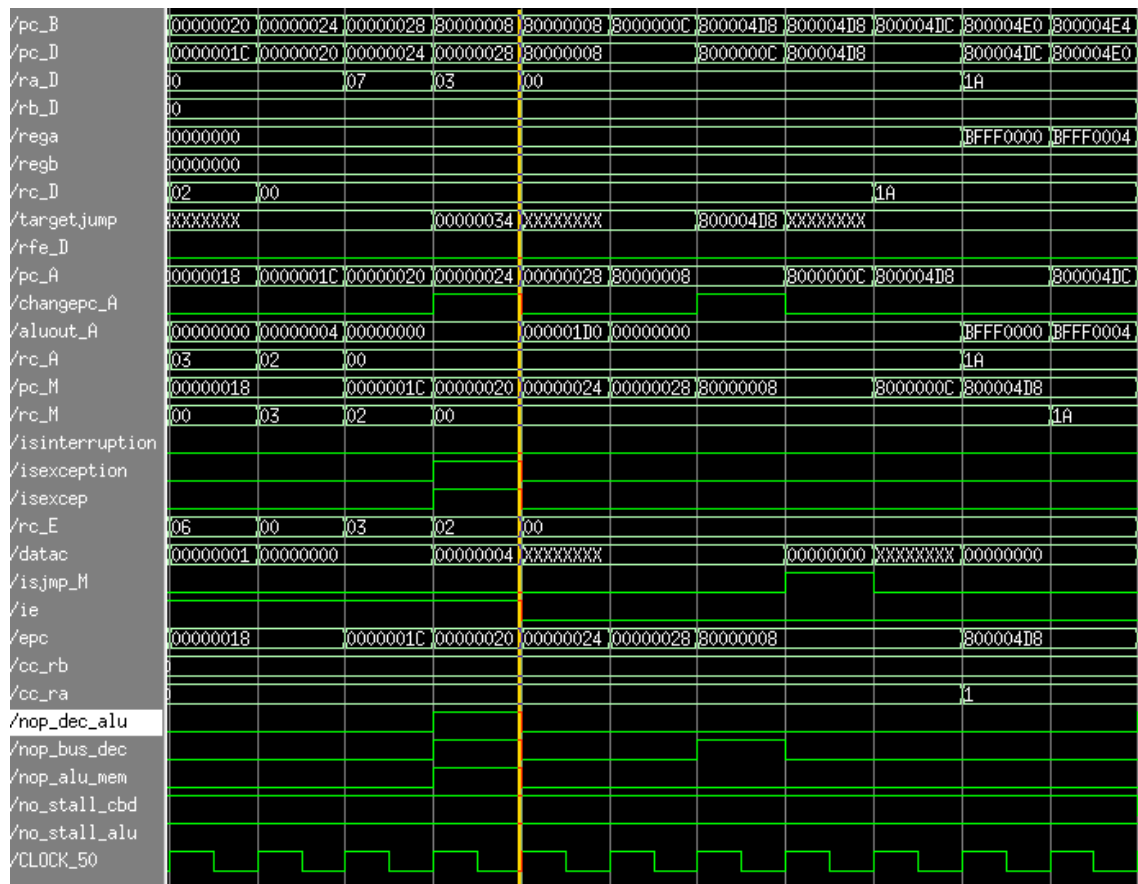 /pc_B 00000020 00000024 00000028 80000008 80000008 8000000C 800004D8 800004D8 800004DC 800004E0 800004E4
/pc_D 0000001C 00000020 00000024 00000028 80000008 8000000C 800004D8 800004DC 800004E0
/ra_D 00 07 03 00 1A
/rb_D 00
/rega 00000000 BFFF0000 BFFF0004
/regb 00000000
/rc_D 02 00 1A
/targetjump XXXXXXXX 00000034 XXXXXXXX 800004D8 XXXXXXXX
/rfe_D
/pc_A 00000018 0000001C 00000020 00000024 00000028 80000008 8000000C 800004D8 800004DC
/changepc_A
/aluout_A 00000000 00000004 00000000 000001D0 00000000 BFFF0000 BFFF0004
/rc_A 03 02 00 1A
/pc_M 00000018 0000001C 00000020 00000024 00000028 80000008 8000000C 800004D8
/rc_M 00 03 02 00 1A
/isinterruption
/isexception
/isexcep
/rc_E 06 00 03 02 00
/datac 00000001 00000000 00000004 XXXXXXXX 00000000 XXXXXXXX 00000000
/isjmp_M
/ie
/epc 00000018 0000001C 00000020 00000024 00000028 80000008 800004D8
/cc_rb
/cc_ra 1
/nop_dec_alu
/nop_bus_dec
/nop_alu_mem
/no_stall_cbd
/no_stall_alu
/CLOCK_50